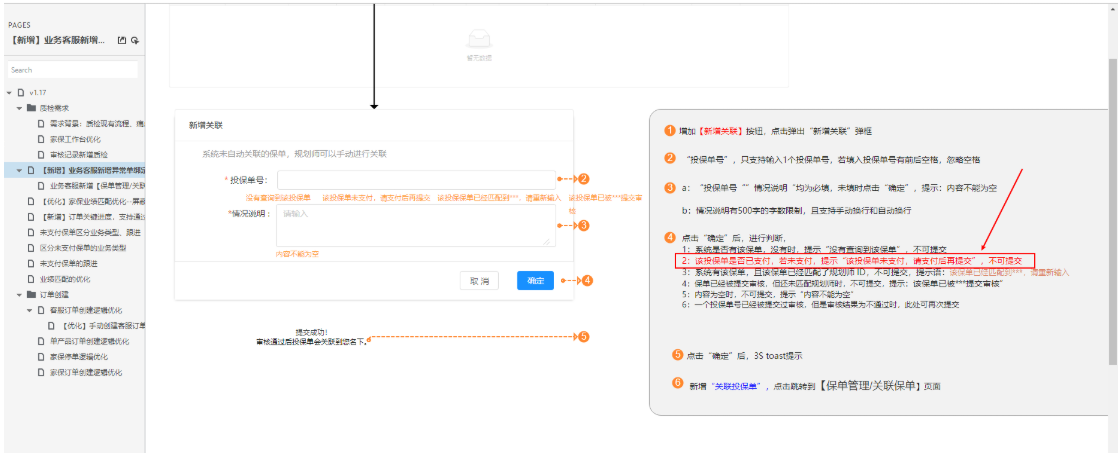 PAGES
【新增】业务客服新增...
Search
v1.17
质检需求
需求背景：质检现有流程、痛
家保工作台优化
审核记录新增质检
【新增】业务客服新增异常单绑定
业务客服新增【保单管理/关联
【优化】家保业绩匹配优化--屏蔽
【新增】订单关键进度，支持通过
未支付保单区分业务类型、跟进
区分未支付保单的业务类型
未支付保单的跟进
业绩匹配的优化
订单创建
客服订单创建逻辑优化
【优化】手动创建客服订单
单产品订单创建逻辑优化
家保停单逻辑优化
家保订单创建逻辑优化
暂无数据
新增关联
系统未自动关联的保单，规划师可以手动进行关联
*投保单号：
2
没有查询到该投保单 该投保单未支付，请支付后再提交 该投保保单已经匹配到***，请重新输入 该投保单已被***提交审
核
*情况说明：
请输入
3
内容不能为空
取 消
确定
4
提交成功！
审核通过后投保单会关联到您名下。
5
1 增加【新增关联】按钮，点击弹出“新增关联”弹框
2 “投保单号”，只支持输入1个投保单号，若填入投保单号有前后空格，忽略空格
3 a：“投保单号”“情况说明”均为必填，未填时点击“确定”，提示：内容不能为空
b：情况说明有500字的字数限制，且支持手动换行和自动换行
4 点击“确定”后，进行判断，
1：系统是否有该保单，没有时，提示“没有查询到该保单”，不可提交
2：该投保单是否已支付，若未支付，提示“该投保单未支付，请支付后再提交”，不可提交
3：系统有该保单，且该保单已经匹配了规划师 ID，不可提交，提示语：该保单已经匹配到***，请重新输入
4：保单已经被提交审核，但还未匹配规划师时，不可提交，提示：该保单已被***提交审核”
5：内容为空时，不可提交，提示“内容不能为空”
6：一个投保单号已经被提交过审核，但是审核结果为不通过时，此处可再次提交
5 点击“确定”后，3S toast提示
6 新增“关联投保单”，点击跳转到【保单管理/关联保单】页面